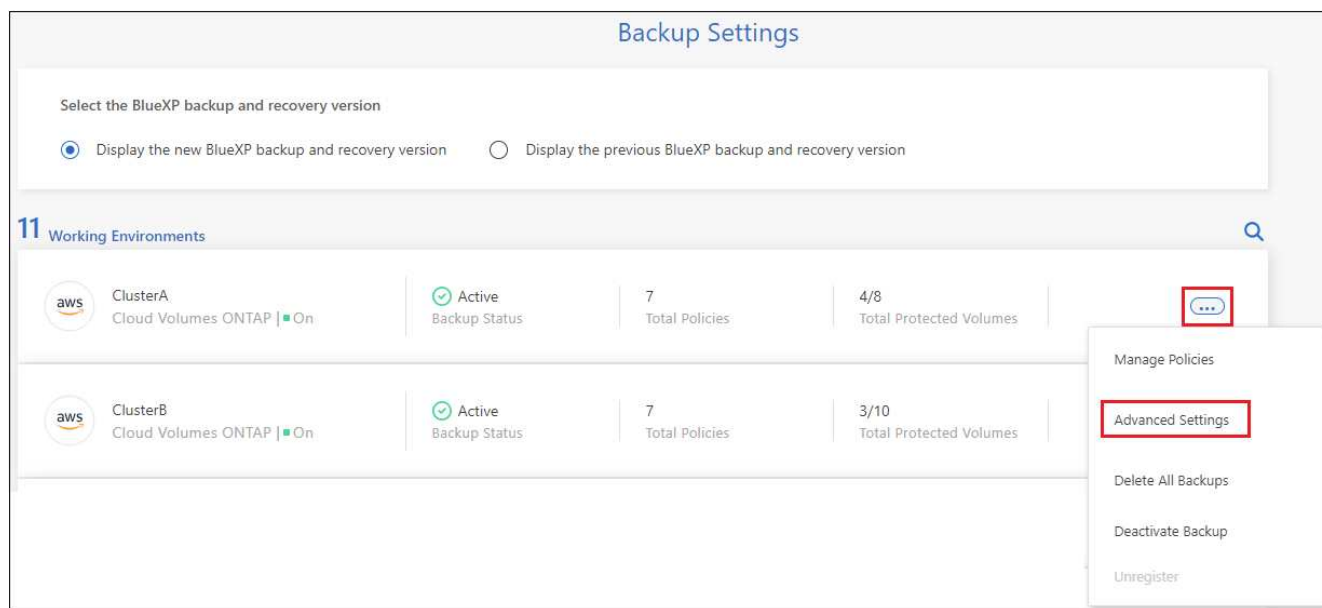 Backup Settings
Select the BlueXP backup and recovery version
Display the new BlueXP backup and recovery version
Display the previous BlueXP backup and recovery version
11 Working Environments
aws
ClusterA
Cloud Volumes ONTAP | On
Active
Backup Status
7
Total Policies
4/8
Total Protected Volumes
...
aws
ClusterB
Cloud Volumes ONTAP | On
Active
Backup Status
7
Total Policies
3/10
Total Protected Volumes
Manage Policies
Advanced Settings
Delete All Backups
Deactivate Backup
Unregister